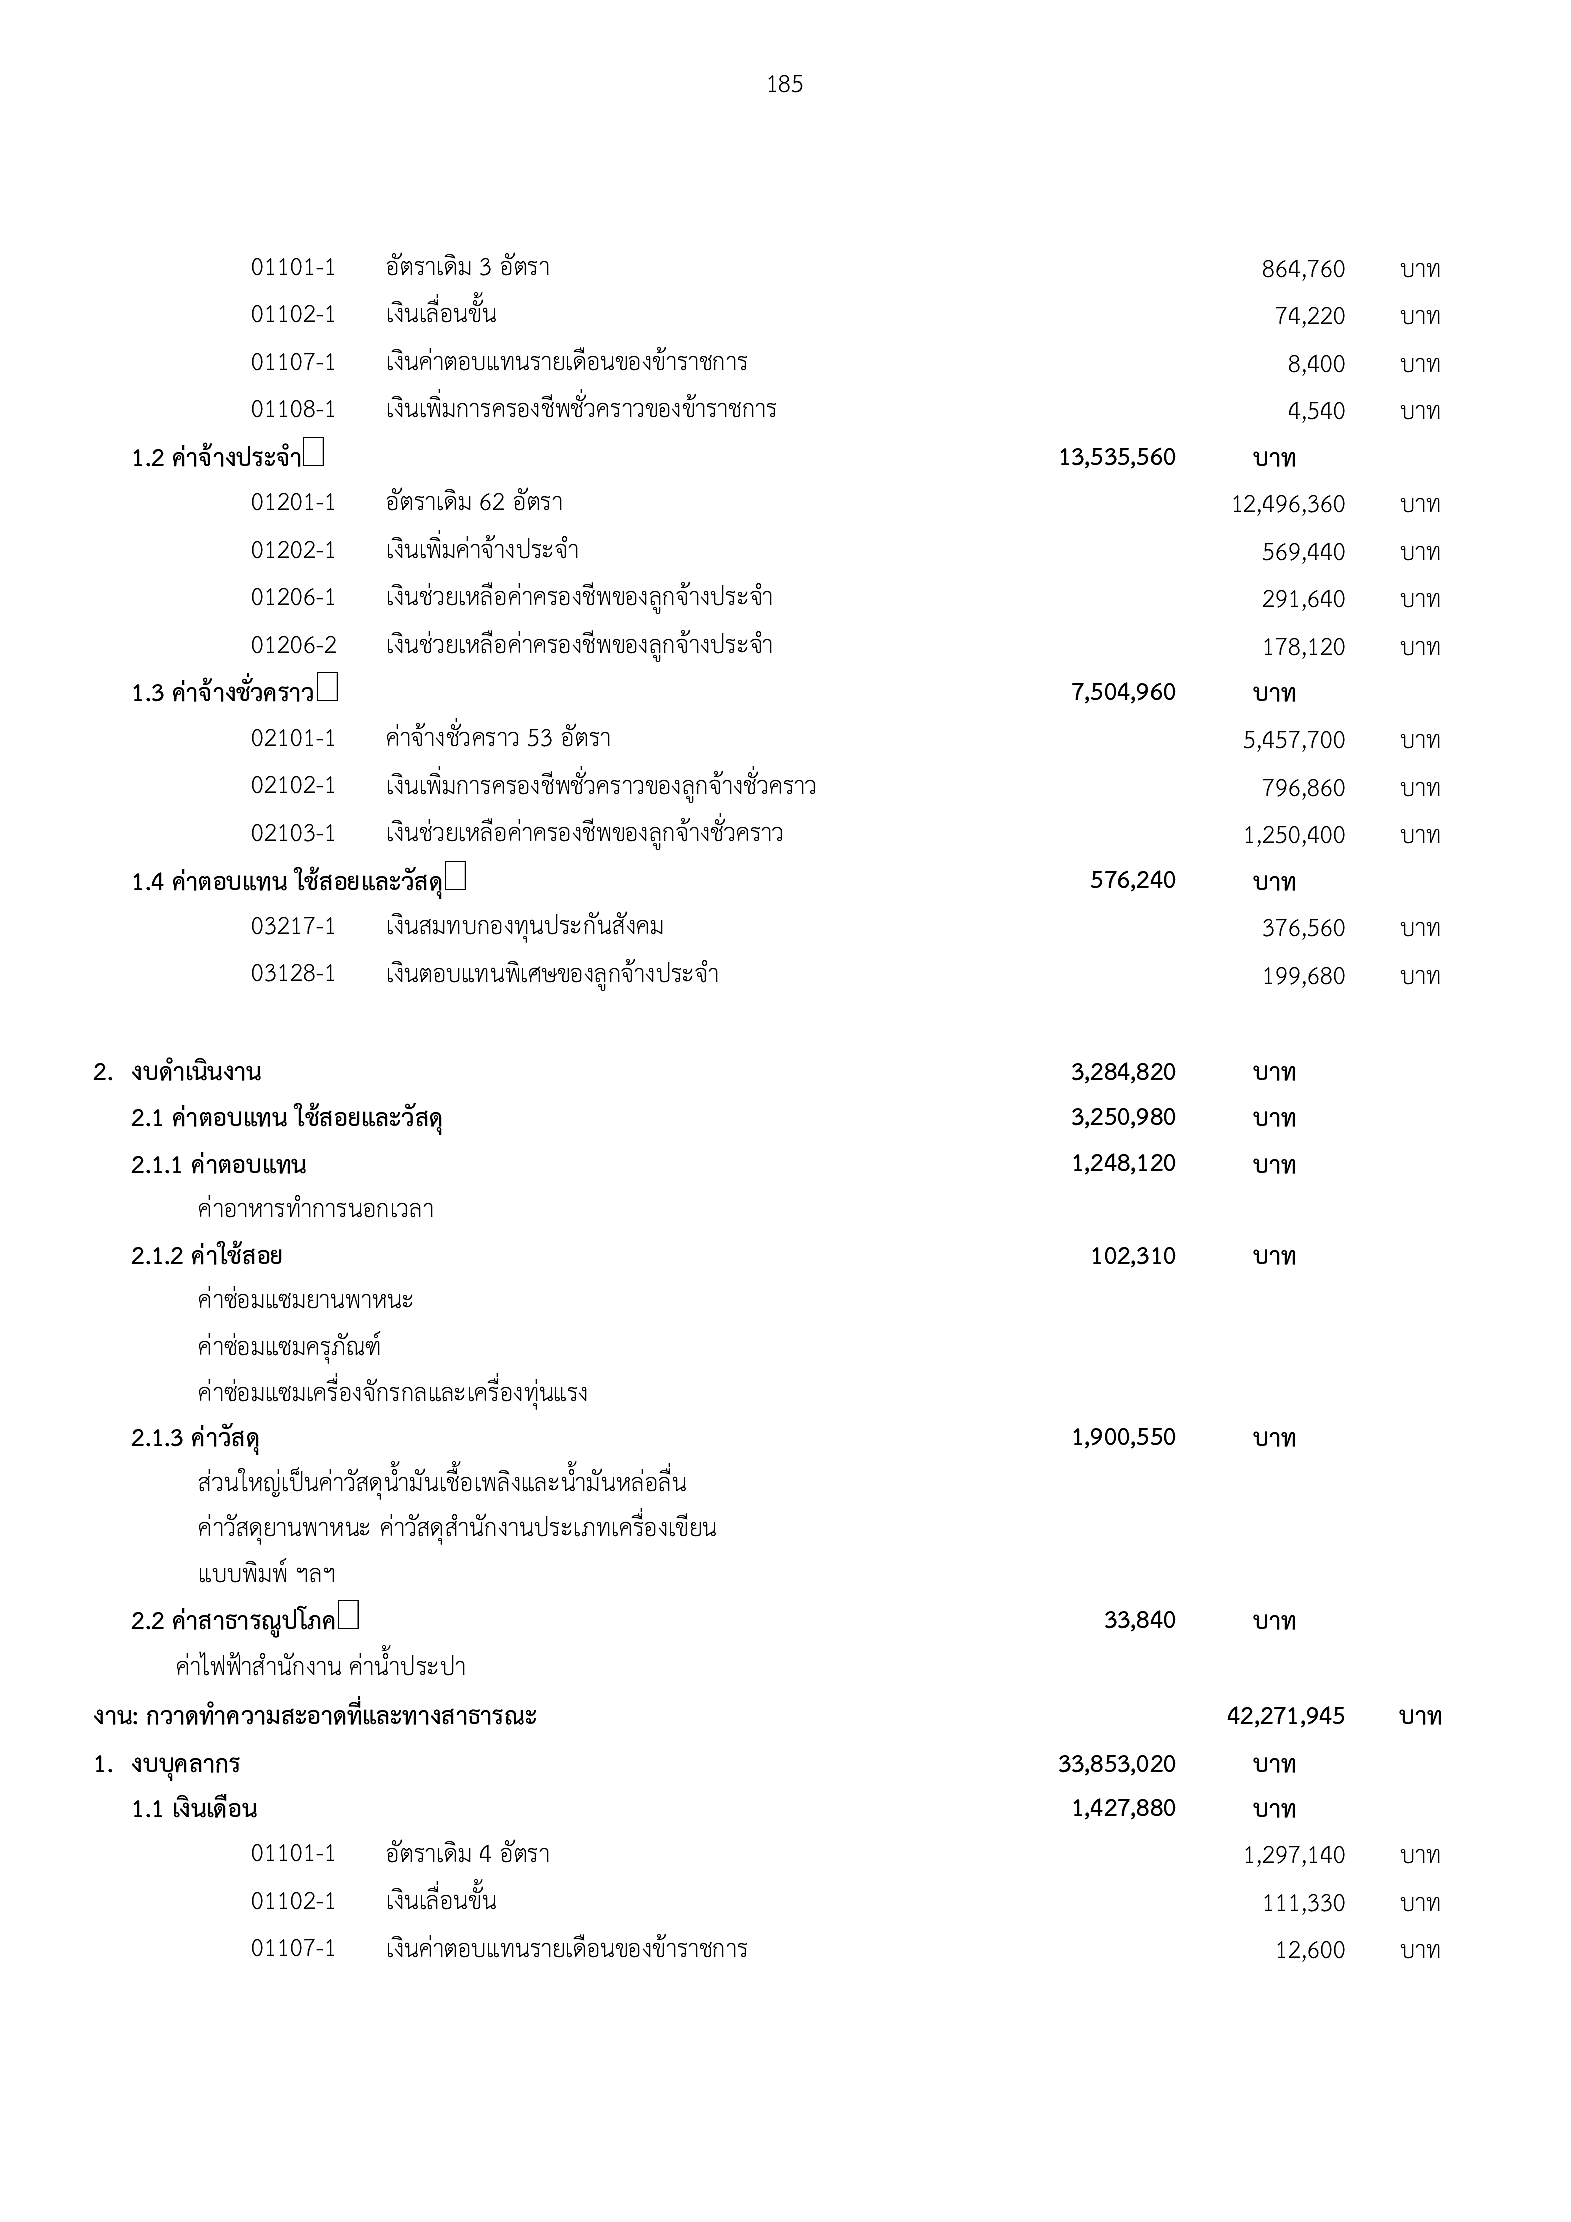 185
01101-1 อัตราเดิม 3 อัตรา 864,760 บาท
01102-1 เงินเลื่อนขั้น 74,220 บาท
01107-1 เงินค่าตอบแทนรายเดือนของข้าราชการ 8,400 บาท
01108-1 เงินเพิ่มการครองชีพชั่วคราวของข้าราชการ 4,540 บาท
1.2 ค่าจ้างประจำ 13,535,560 บาท
01201-1 อัตราเดิม 62 อัตรา 12,496,360 บาท
01202-1 เงินเพิ่มค่าจ้างประจำ 569,440 บาท
01206-1 เงินช่วยเหลือค่าครองชีพของลูกจ้างประจำ 291,640 บาท
01206-2 เงินช่วยเหลือค่าครองชีพของลูกจ้างประจำ 178,120 บาท
1.3 ค่าจ้างชั่วคราว 7,504,960 บาท
02101-1 ค่าจ้างชั่วคราว 53 อัตรา 5,457,700 บาท
02102-1 เงินเพิ่มการครองชีพชั่วคราวของลูกจ้างชั่วคราว 796,860 บาท
02103-1 เงินช่วยเหลือค่าครองชีพของลูกจ้างชั่วคราว 1,250,400 บาท
1.4 ค่าตอบแทน ใช้สอยและวัสดุ 576,240 บาท
03217-1 เงินสมทบกองทุนประกันสังคม 376,560 บาท
03128-1 เงินตอบแทนพิเศษของลูกจ้างประจำ 199,680 บาท
2. งบดำเนินงาน 3,284,820 บาท
2.1 ค่าตอบแทน ใช้สอยและวัสดุ 3,250,980 บาท
2.1.1 ค่าตอบแทน 1,248,120 บาท
ค่าอาหารทำการนอกเวลา
2.1.2 ค่าใช้สอย 102,310 บาท
ค่าซ่อมแซมยานพาหนะ
ค่าซ่อมแซมครุภัณฑ์
ค่าซ่อมแซมเครื่องจักรกลและเครื่องทุ่นแรง
2.1.3 ค่าวัสดุ 1,900,550 บาท
ส่วนใหญ่เป็นค่าวัสดุน้ำมันเชื้อเพลิงและน้ำมันหล่อลื่น
ค่าวัสดุยานพาหนะ ค่าวัสดุสำนักงานประเภทเครื่องเขียน
แบบพิมพ์ ฯลฯ
2.2 ค่าสาธารณูปโภค 33,840 บาท
ค่าไฟฟ้าสำนักงาน ค่าน้ำประปา
งาน: กวาดทำความสะอาดที่และทางสาธารณะ 42,271,945 บาท
1. งบบุคลากร 33,853,020 บาท
1.1 เงินเดือน 1,427,880 บาท
01101-1 อัตราเดิม 4 อัตรา 1,297,140 บาท
01102-1 เงินเลื่อนขั้น 111,330 บาท
01107-1 เงินค่าตอบแทนรายเดือนของข้าราชการ 12,600 บาท